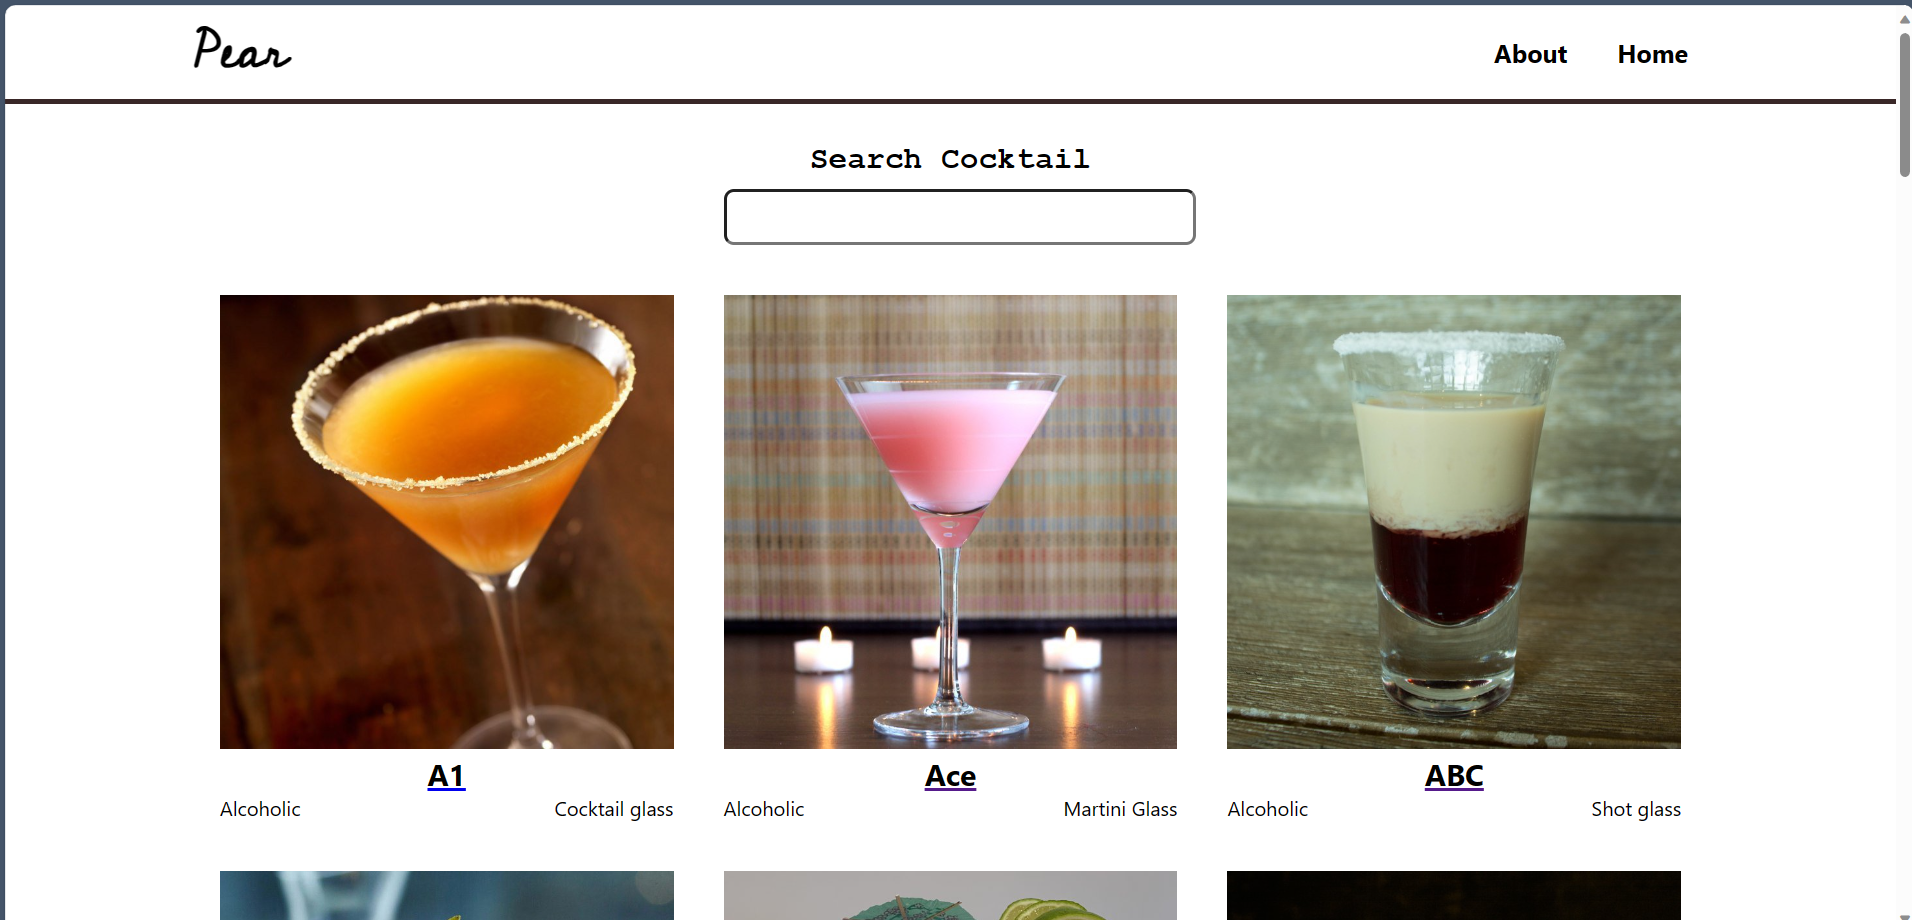 Pear
About Home
Search Cocktail
A1
Alcoholic Cocktail glass
Ace
Alcoholic Martini Glass
ABC
Alcoholic Shot glass